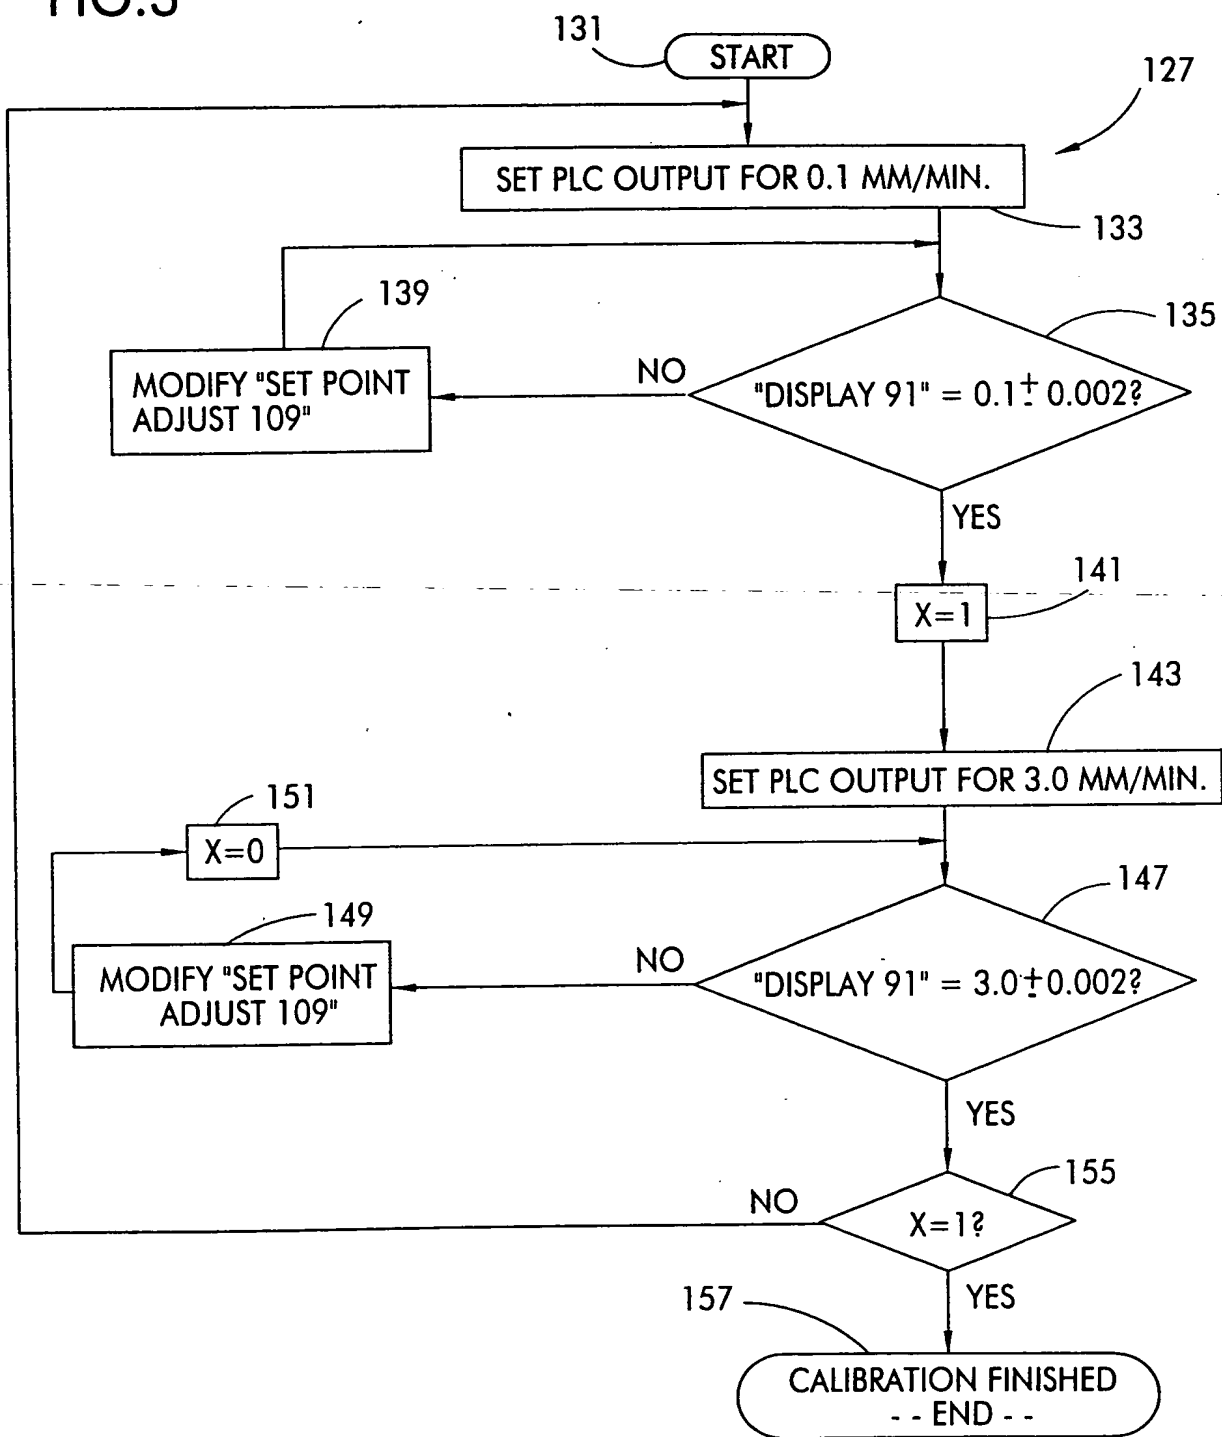 FIG.5
131
START
127
SET PLC OUTPUT FOR 0.1 MM/MIN.
133
139
135
MODIFY "SET POINT
ADJUST 109"
NO
"DISPLAY 91" = 0.1 ± 0.002?
YES
141
X=1
143
SET PLC OUTPUT FOR 3.0 MM/MIN.
151
X=0
147
149
MODIFY "SET POINT
ADJUST 109"
NO
"DISPLAY 91" = 3.0 ± 0.002?
YES
155
NO
X=1?
YES
157
CALIBRATION FINISHED
- - END - -